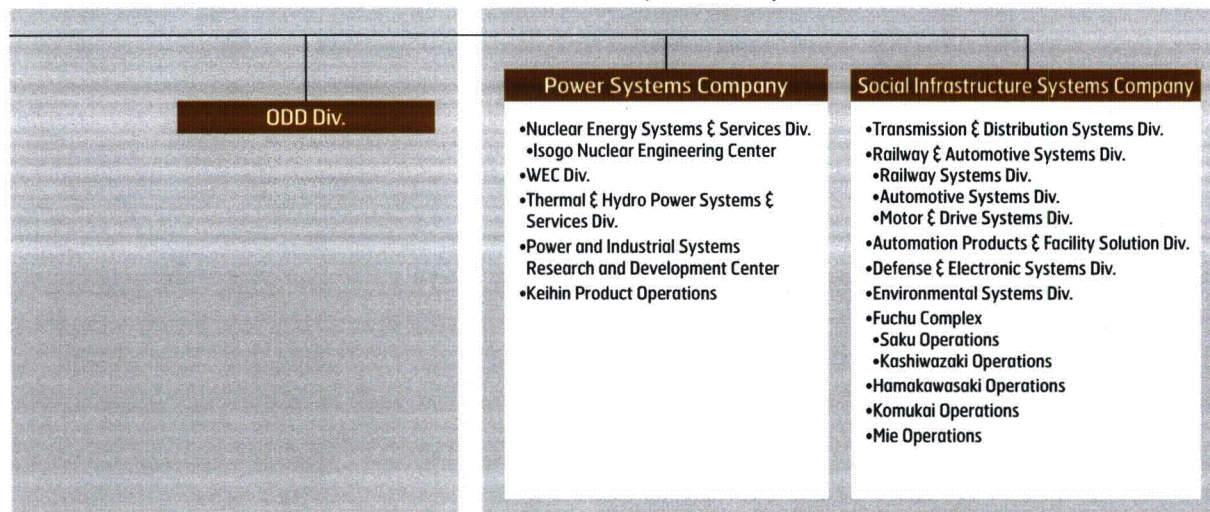 ODD Div.
Power Systems Company
•Nuclear Energy Systems & Services Div.
•Isogo Nuclear Engineering Center
•WEC Div.
•Thermal & Hydro Power Systems &
Services Div.
•Power and Industrial Systems
Research and Development Center
•Keihin Product Operations
Social Infrastructure Systems Company
•Transmission & Distribution Systems Div.
•Railway & Automotive Systems Div.
•Railway Systems Div.
•Automotive Systems Div.
•Motor & Drive Systems Div.
•Automation Products & Facility Solution Div.
•Defense & Electronic Systems Div.
•Environmental Systems Div.
•Fuchu Complex
•Saku Operations
•Kashiwazaki Operations
•Hamakawasaki Operations
•Komukai Operations
•Mie Operations